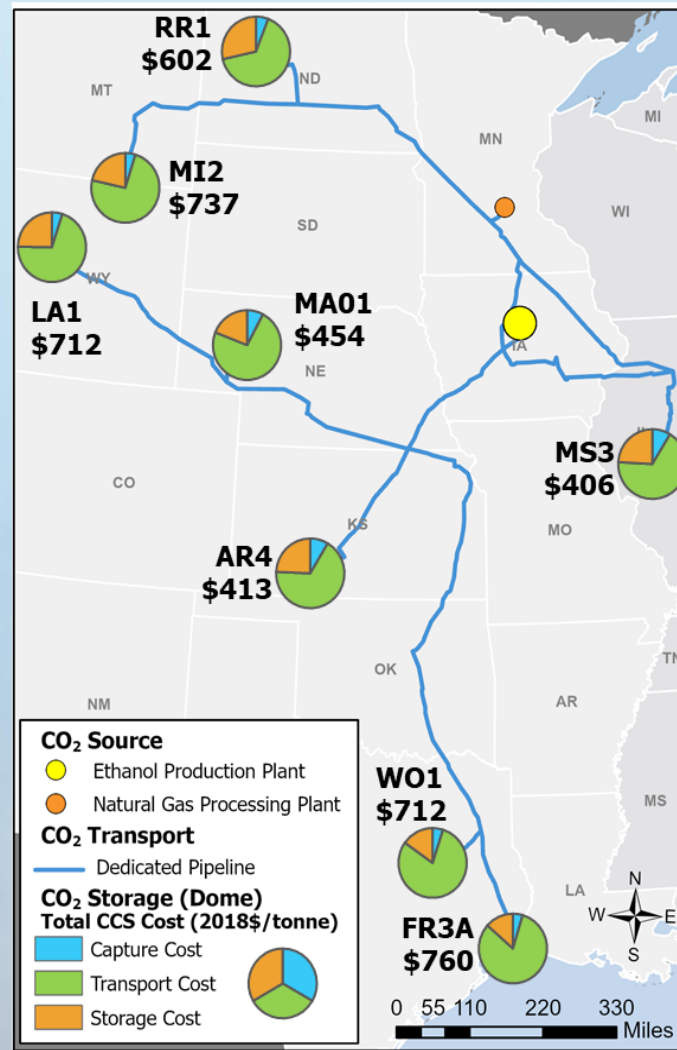 RR1
$602
ND
MT
MI
MN
MI2
$737
WI
SD
WY
LA1
$712
MA01
$454
IA
NE
MS3
$406
CO
KS
MO
AR4
$413
OK
TN
NM
AR
CO₂ Source
Ethanol Production Plant
Natural Gas Processing Plant
CO₂ Transport
Dedicated Pipeline
CO₂ Storage (Dome)
Total CCS Cost (2018$/tonne)
Capture Cost
Transport Cost
Storage Cost
WO1
$712
MS
LA
FR3A
$760
N
W E
S
0 55 110 220 330
Miles